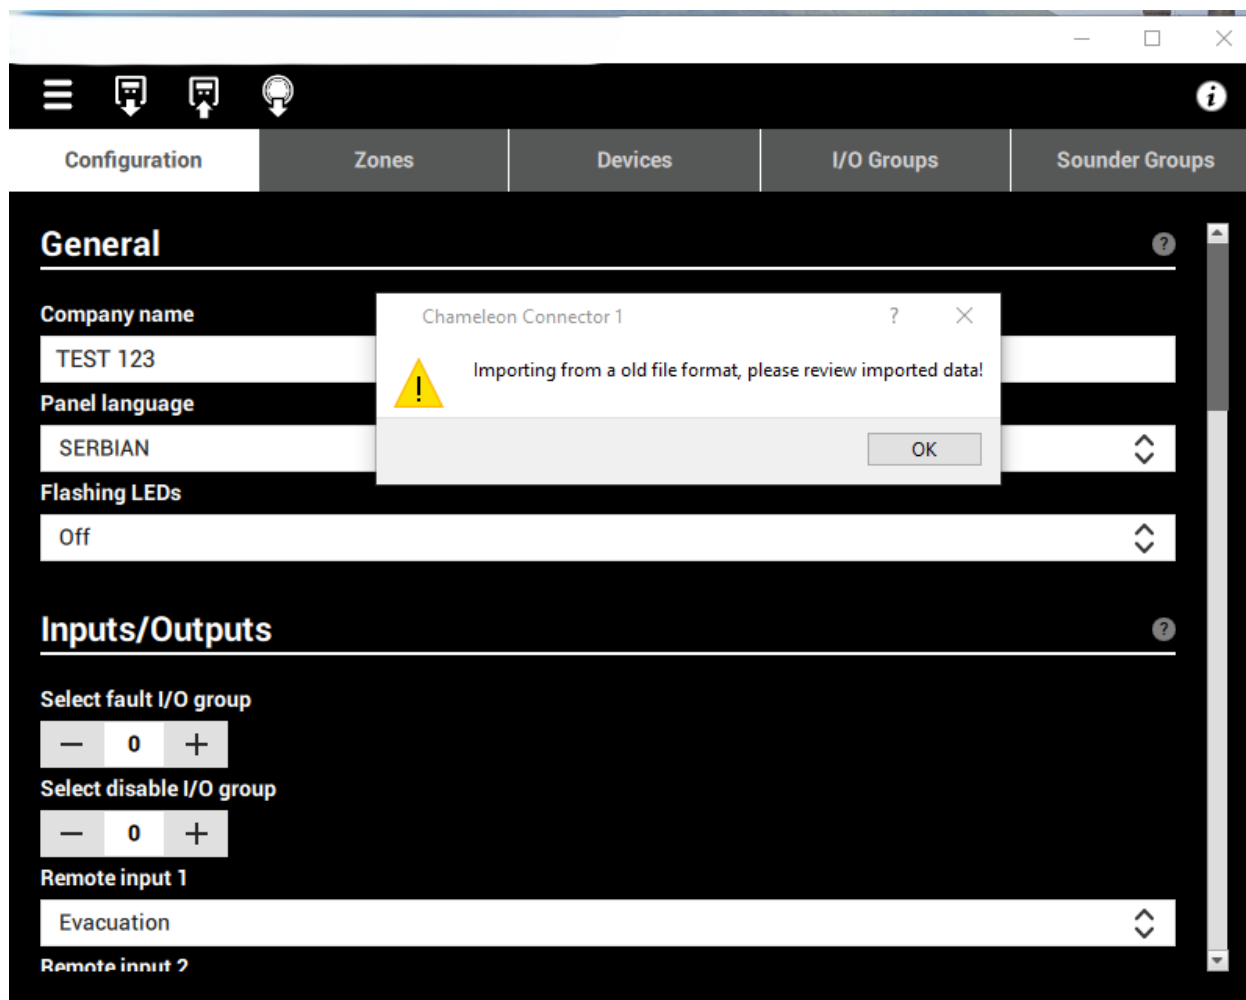 Configuration
Zones
Devices
I/O Groups
Sounder Groups
General
?
Company name
TEST 123
Panel language
SERBIAN
Flashing LEDs
Off
Chameleon Connector 1
?
Importing from a old file format, please review imported data!
OK
Inputs/Outputs
?
Select fault I/O group
0
Select disable I/O group
0
Remote input 1
Evacuation
Remote input 2